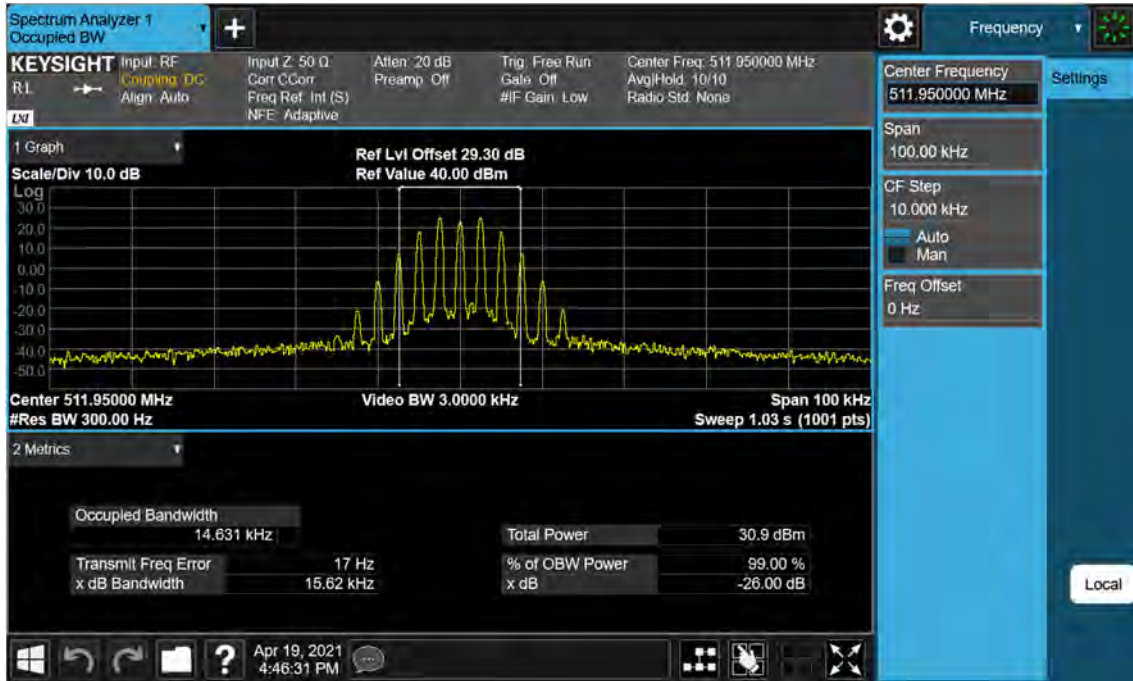 Spectrum Analyzer 1
Occupied BW
+
Frequency
KEYSIGHT
RL
LXI
Input: RF
Coupling: DC
Align: Auto
Input Z: 50 Ω
Corr CCorr
Freq Ref: Int (S)
NFE: Adaptive
Atten: 20 dB
Preamp: Off
Trig: Free Run
Gate: Off
#IF Gain: Low
Center Freq: 511.950000 MHz
Avg|Hold: 10/10
Radio Std: None
Center Frequency
511.950000 MHz
Settings
Span
100.00 kHz
CF Step
10.000 kHz
Auto
Man
Freq Offset
0 Hz
Local
1 Graph
Scale/Div 10.0 dB
Ref Lvl Offset 29.30 dB
Ref Value 40.00 dBm
Log
30.0
20.0
10.0
0.00
-10.0
-20.0
-30.0
-40.0
-50.0
Center 511.95000 MHz
#Res BW 300.00 Hz
Video BW 3.0000 kHz
Span 100 kHz
Sweep 1.03 s (1001 pts)
2 Metrics
Occupied Bandwidth
14.631 kHz
Total Power 30.9 dBm
Transmit Freq Error 17 Hz
% of OBW Power 99.00 %
x dB Bandwidth 15.62 kHz
x dB -26.00 dB
?
Apr 19, 2021
4:46:31 PM